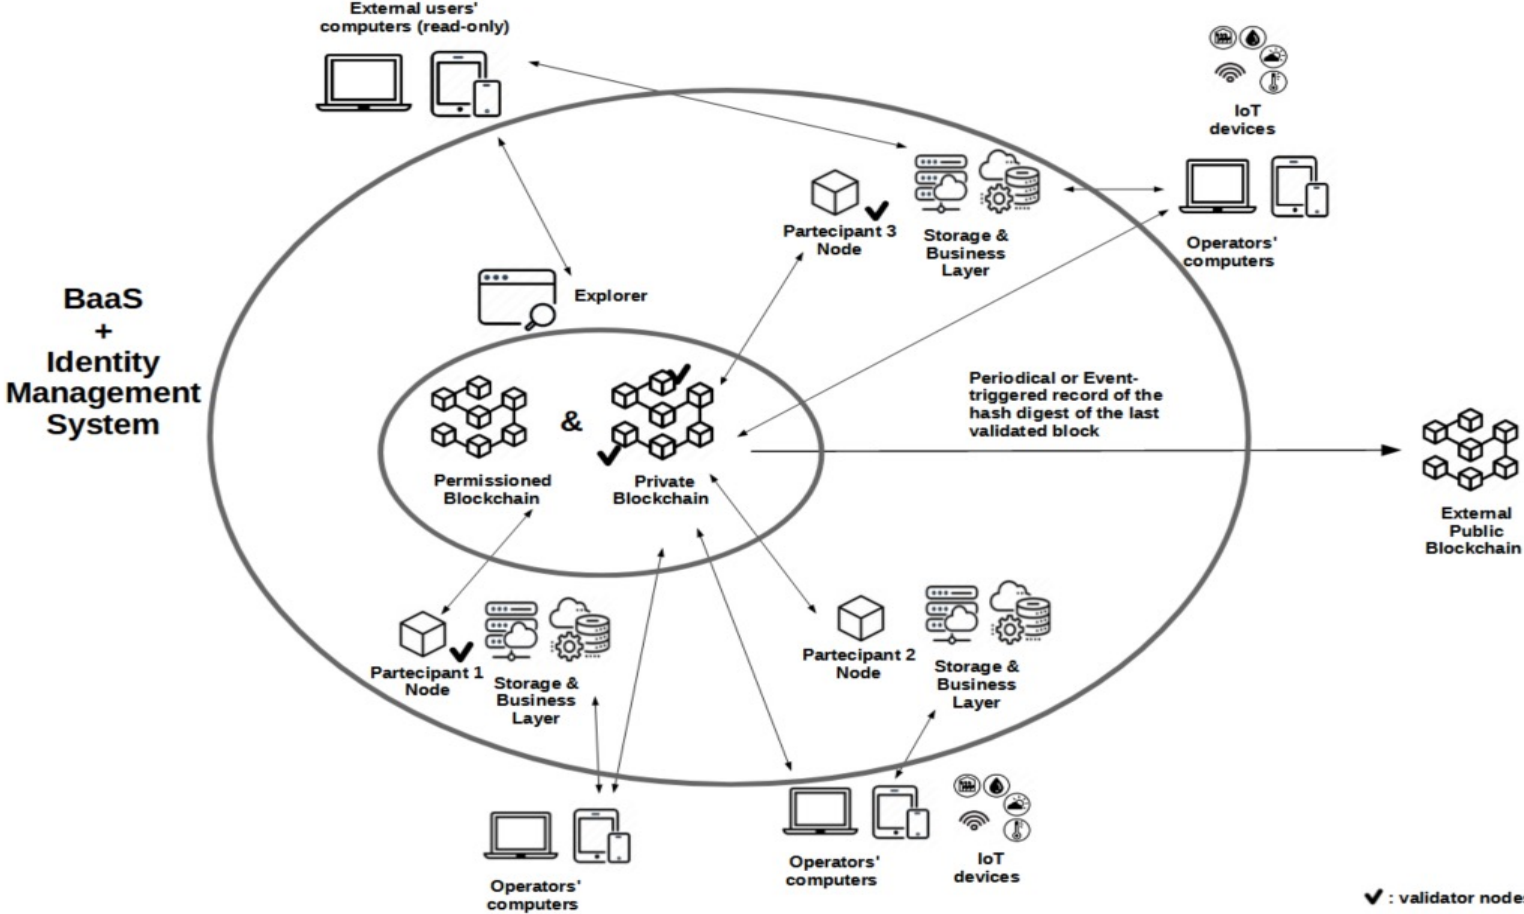 External users'
computers (read-only)
IoT
devices
Partecipant 3
Node
Storage &
Business
Layer
Operators'
computers
Explorer
BaaS
+
Identity
Management
System
&
Permissioned
Blockchain
Private
Blockchain
Periodical or Event-
triggered record of the
hash digest of the last
validated block
External
Public
Blockchain
Partecipant 1
Node
Storage &
Business
Layer
Partecipant 2
Node
Storage &
Business
Layer
Operators'
computers
Operators'
computers
IoT
devices
: validator node